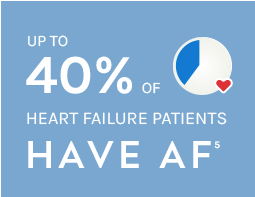 UP TO
40% OF
HEART FAILURE PATIENTS
HAVE AF⁵